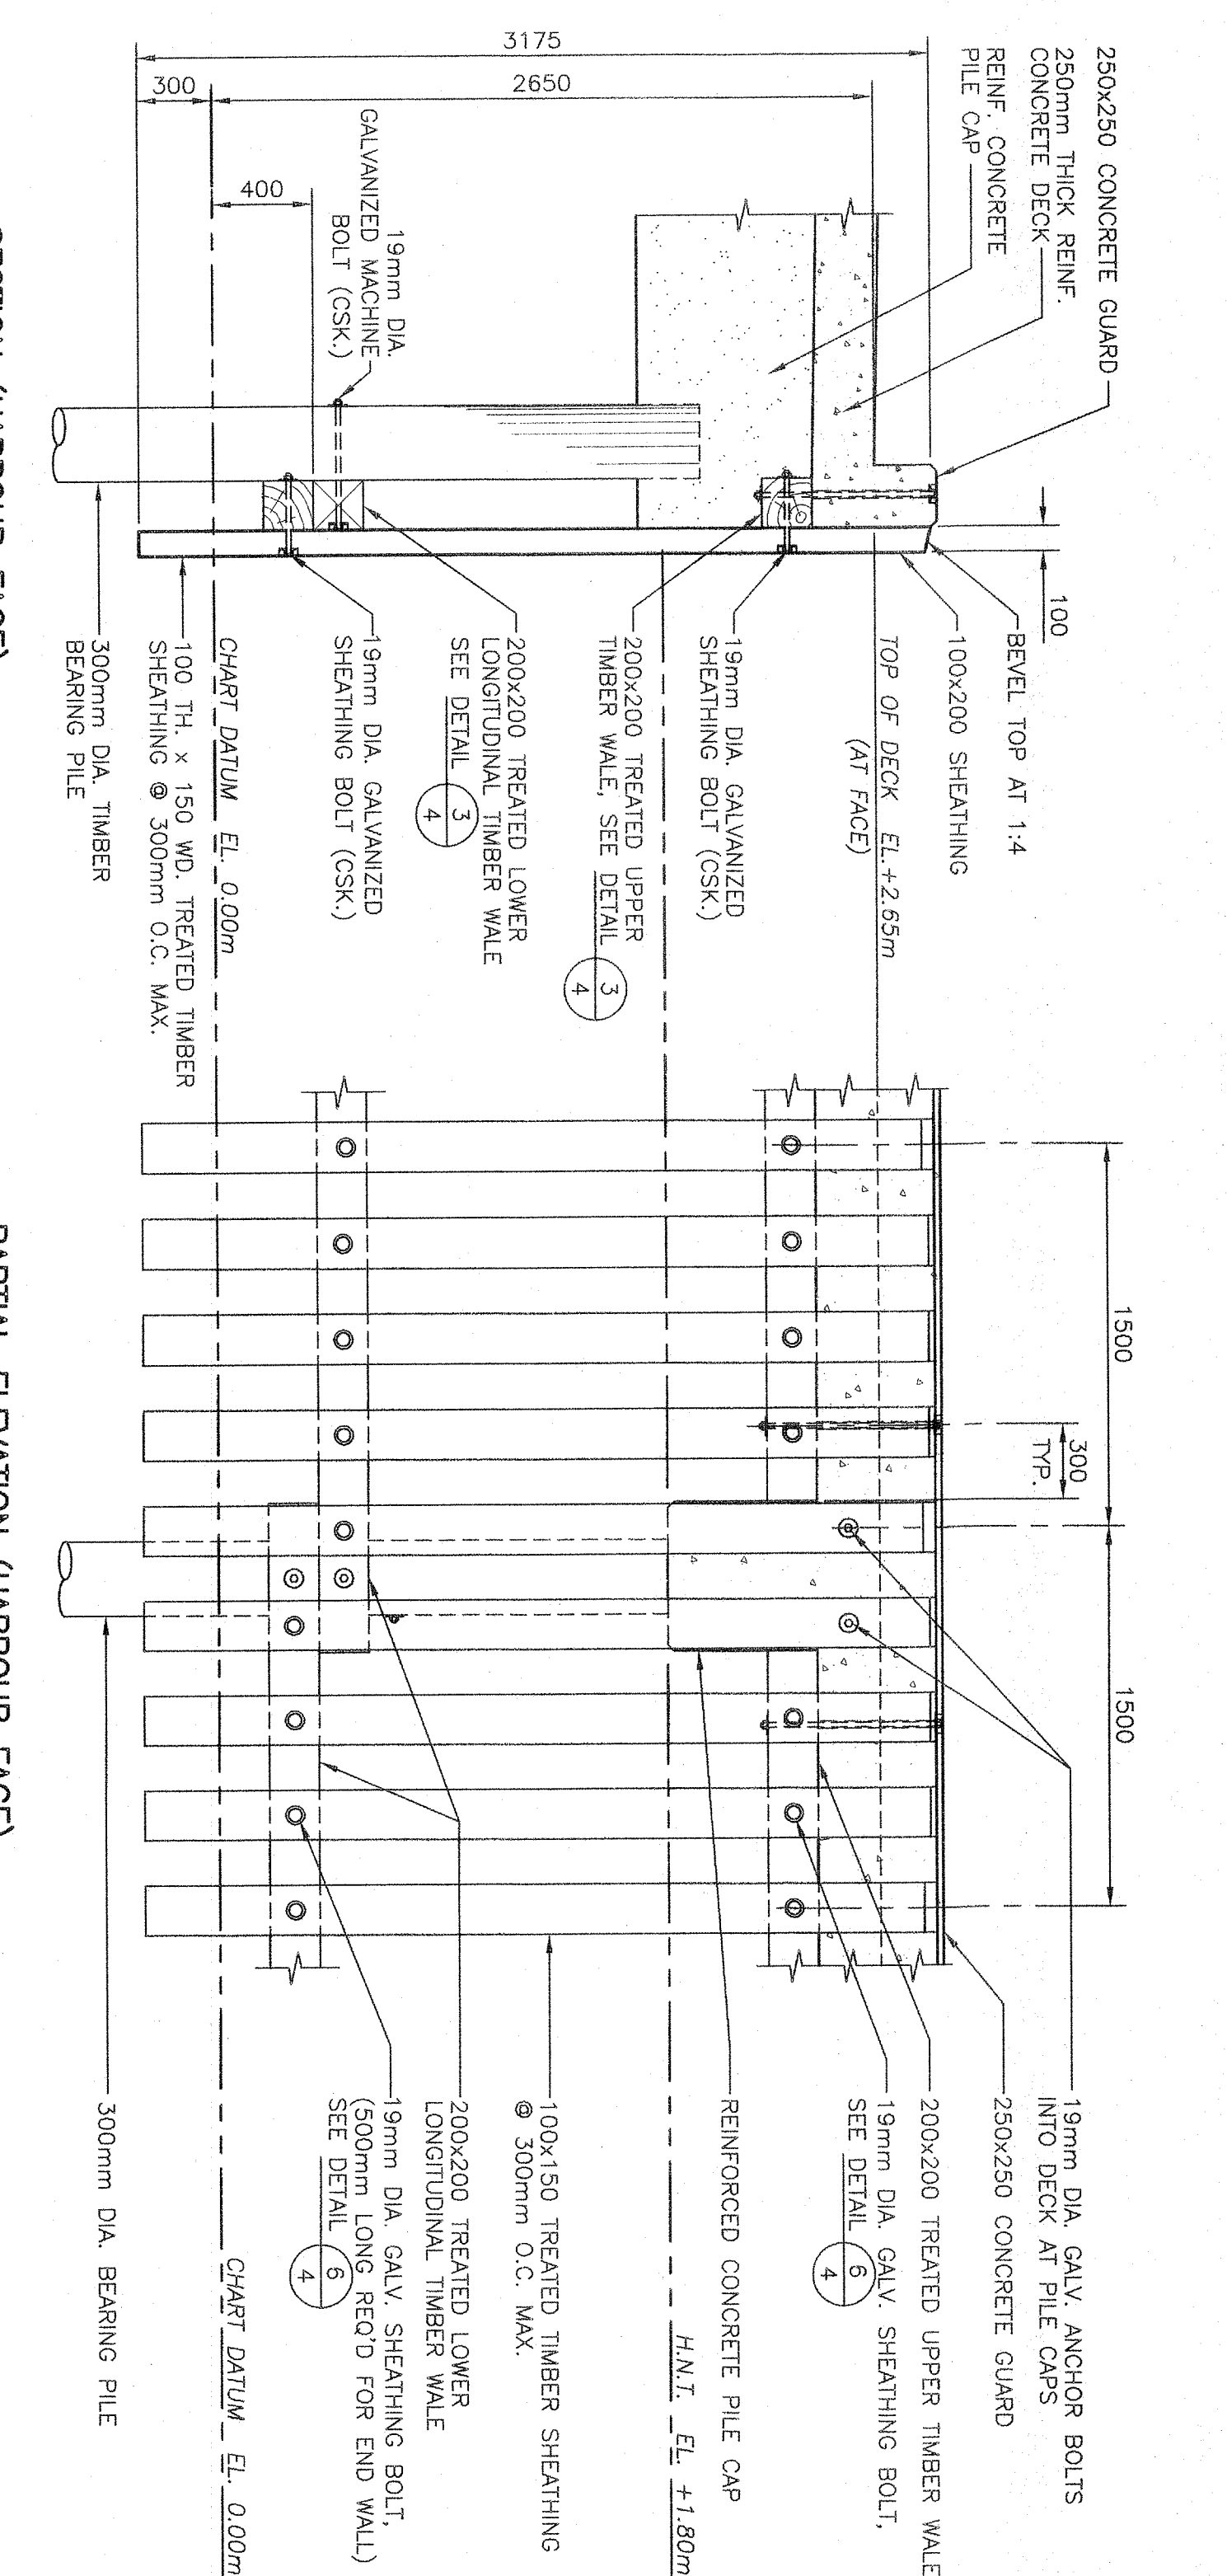 250x250 CONCRETE GUARD
250mm THICK REINF.
CONCRETE DECK
REINF. CONCRETE
PILE CAP
3175
2650
300
400
19mm DIA.
GALVANIZED MACHINE
BOLT (CSK.)
100
BEVEL TOP AT 1:4
100x200 SHEATHING
TOP OF DECK EL.+2.65m
(AT FACE)
19mm DIA. GALVANIZED
SHEATHING BOLT (CSK.)
200x200 TREATED UPPER
TIMBER WALE, SEE DETAIL
3
4
200x200 TREATED LOWER
LONGITUDINAL TIMBER WALE
SEE DETAIL
3
4
19mm DIA. GALVANIZED
SHEATHING BOLT (CSK.)
CHART DATUM EL. 0.00m
100 TH. x 150 WD. TREATED TIMBER
SHEATHING @ 300mm O.C. MAX.
300mm DIA. TIMBER
BEARING PILE
SECTION (HARBOUR FACE)
1500
300
TYP.
1500
19mm DIA. GALV. ANCHOR BOLTS
INTO DECK AT PILE CAPS
250x250 CONCRETE GUARD
200x200 TREATED UPPER TIMBER WALE
19mm DIA. GALV. SHEATHING BOLT,
SEE DETAIL
6
4
REINFORCED CONCRETE PILE CAP
H.N.T. EL. +1.80m
100x150 TREATED TIMBER SHEATHING
@ 300mm O.C. MAX.
200x200 TREATED LOWER
LONGITUDINAL TIMBER WALE
19mm DIA. GALV. SHEATHING BOLT,
(500mm LONG REQ'D FOR END WALL)
SEE DETAIL
6
4
CHART DATUM EL. 0.00m
300mm DIA. BEARING PILE
PARTIAL ELEVATION (HARBOUR FACE)